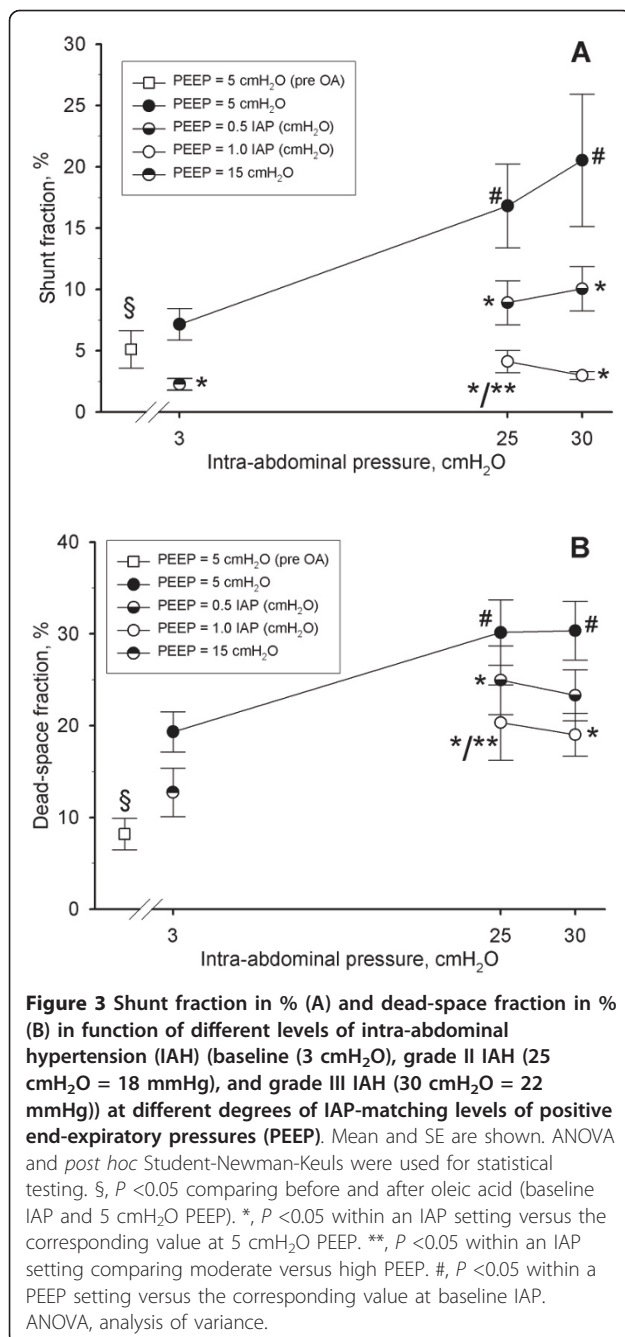 A
PEEP = 5 cmH₂O (pre OA)
PEEP = 5 cmH₂O
PEEP = 0.5 IAP (cmH₂O)
PEEP = 1.0 IAP (cmH₂O)
PEEP = 15 cmH₂O
30
25
20
15
10
5
0
Shunt fraction, %
§
*
#
#
*
*
*/**
*
3
25
30
Intra-abdominal pressure, cmH₂O
B
PEEP = 5 cmH₂O (pre OA)
PEEP = 5 cmH₂O
PEEP = 0.5 IAP (cmH₂O)
PEEP = 1.0 IAP (cmH₂O)
PEEP = 15 cmH₂O
40
30
20
10
0
Dead-space fraction, %
§
#
#
*
*/**
*
3
25
30
Intra-abdominal pressure, cmH₂O
Figure 3 Shunt fraction in % (A) and dead-space fraction in %
(B) in function of different levels of intra-abdominal
hypertension (IAH) (baseline (3 cmH₂O), grade II IAH (25
cmH₂O = 18 mmHg), and grade III IAH (30 cmH₂O = 22
mmHg)) at different degrees of IAP-matching levels of positive
end-expiratory pressures (PEEP). Mean and SE are shown. ANOVA
and post hoc Student-Newman-Keuls were used for statistical
testing. §, P <0.05 comparing before and after oleic acid (baseline
IAP and 5 cmH₂O PEEP). *, P <0.05 within an IAP setting versus the
corresponding value at 5 cmH₂O PEEP. **, P <0.05 within an IAP
setting comparing moderate versus high PEEP. #, P <0.05 within a
PEEP setting versus the corresponding value at baseline IAP.
ANOVA, analysis of variance.